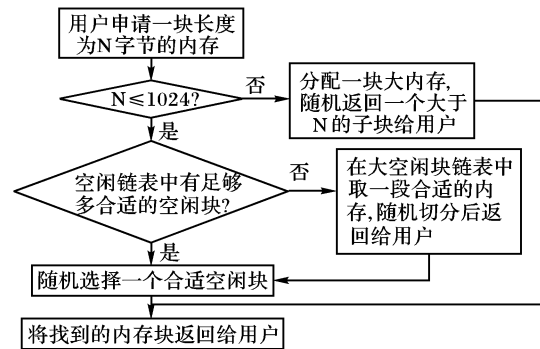 用户申请一块长度
为N字节的内存
N≤1024?
否
分配一块大内存,
随机返回一个大于
N的子块给用户
是
空闲链表中有足够
多合适的空闲块?
否
在大空闲块链表中
取一段合适的内
存,随机切分后返
回给用户
是
随机选择一个合适空闲块
将找到的内存块返回给用户